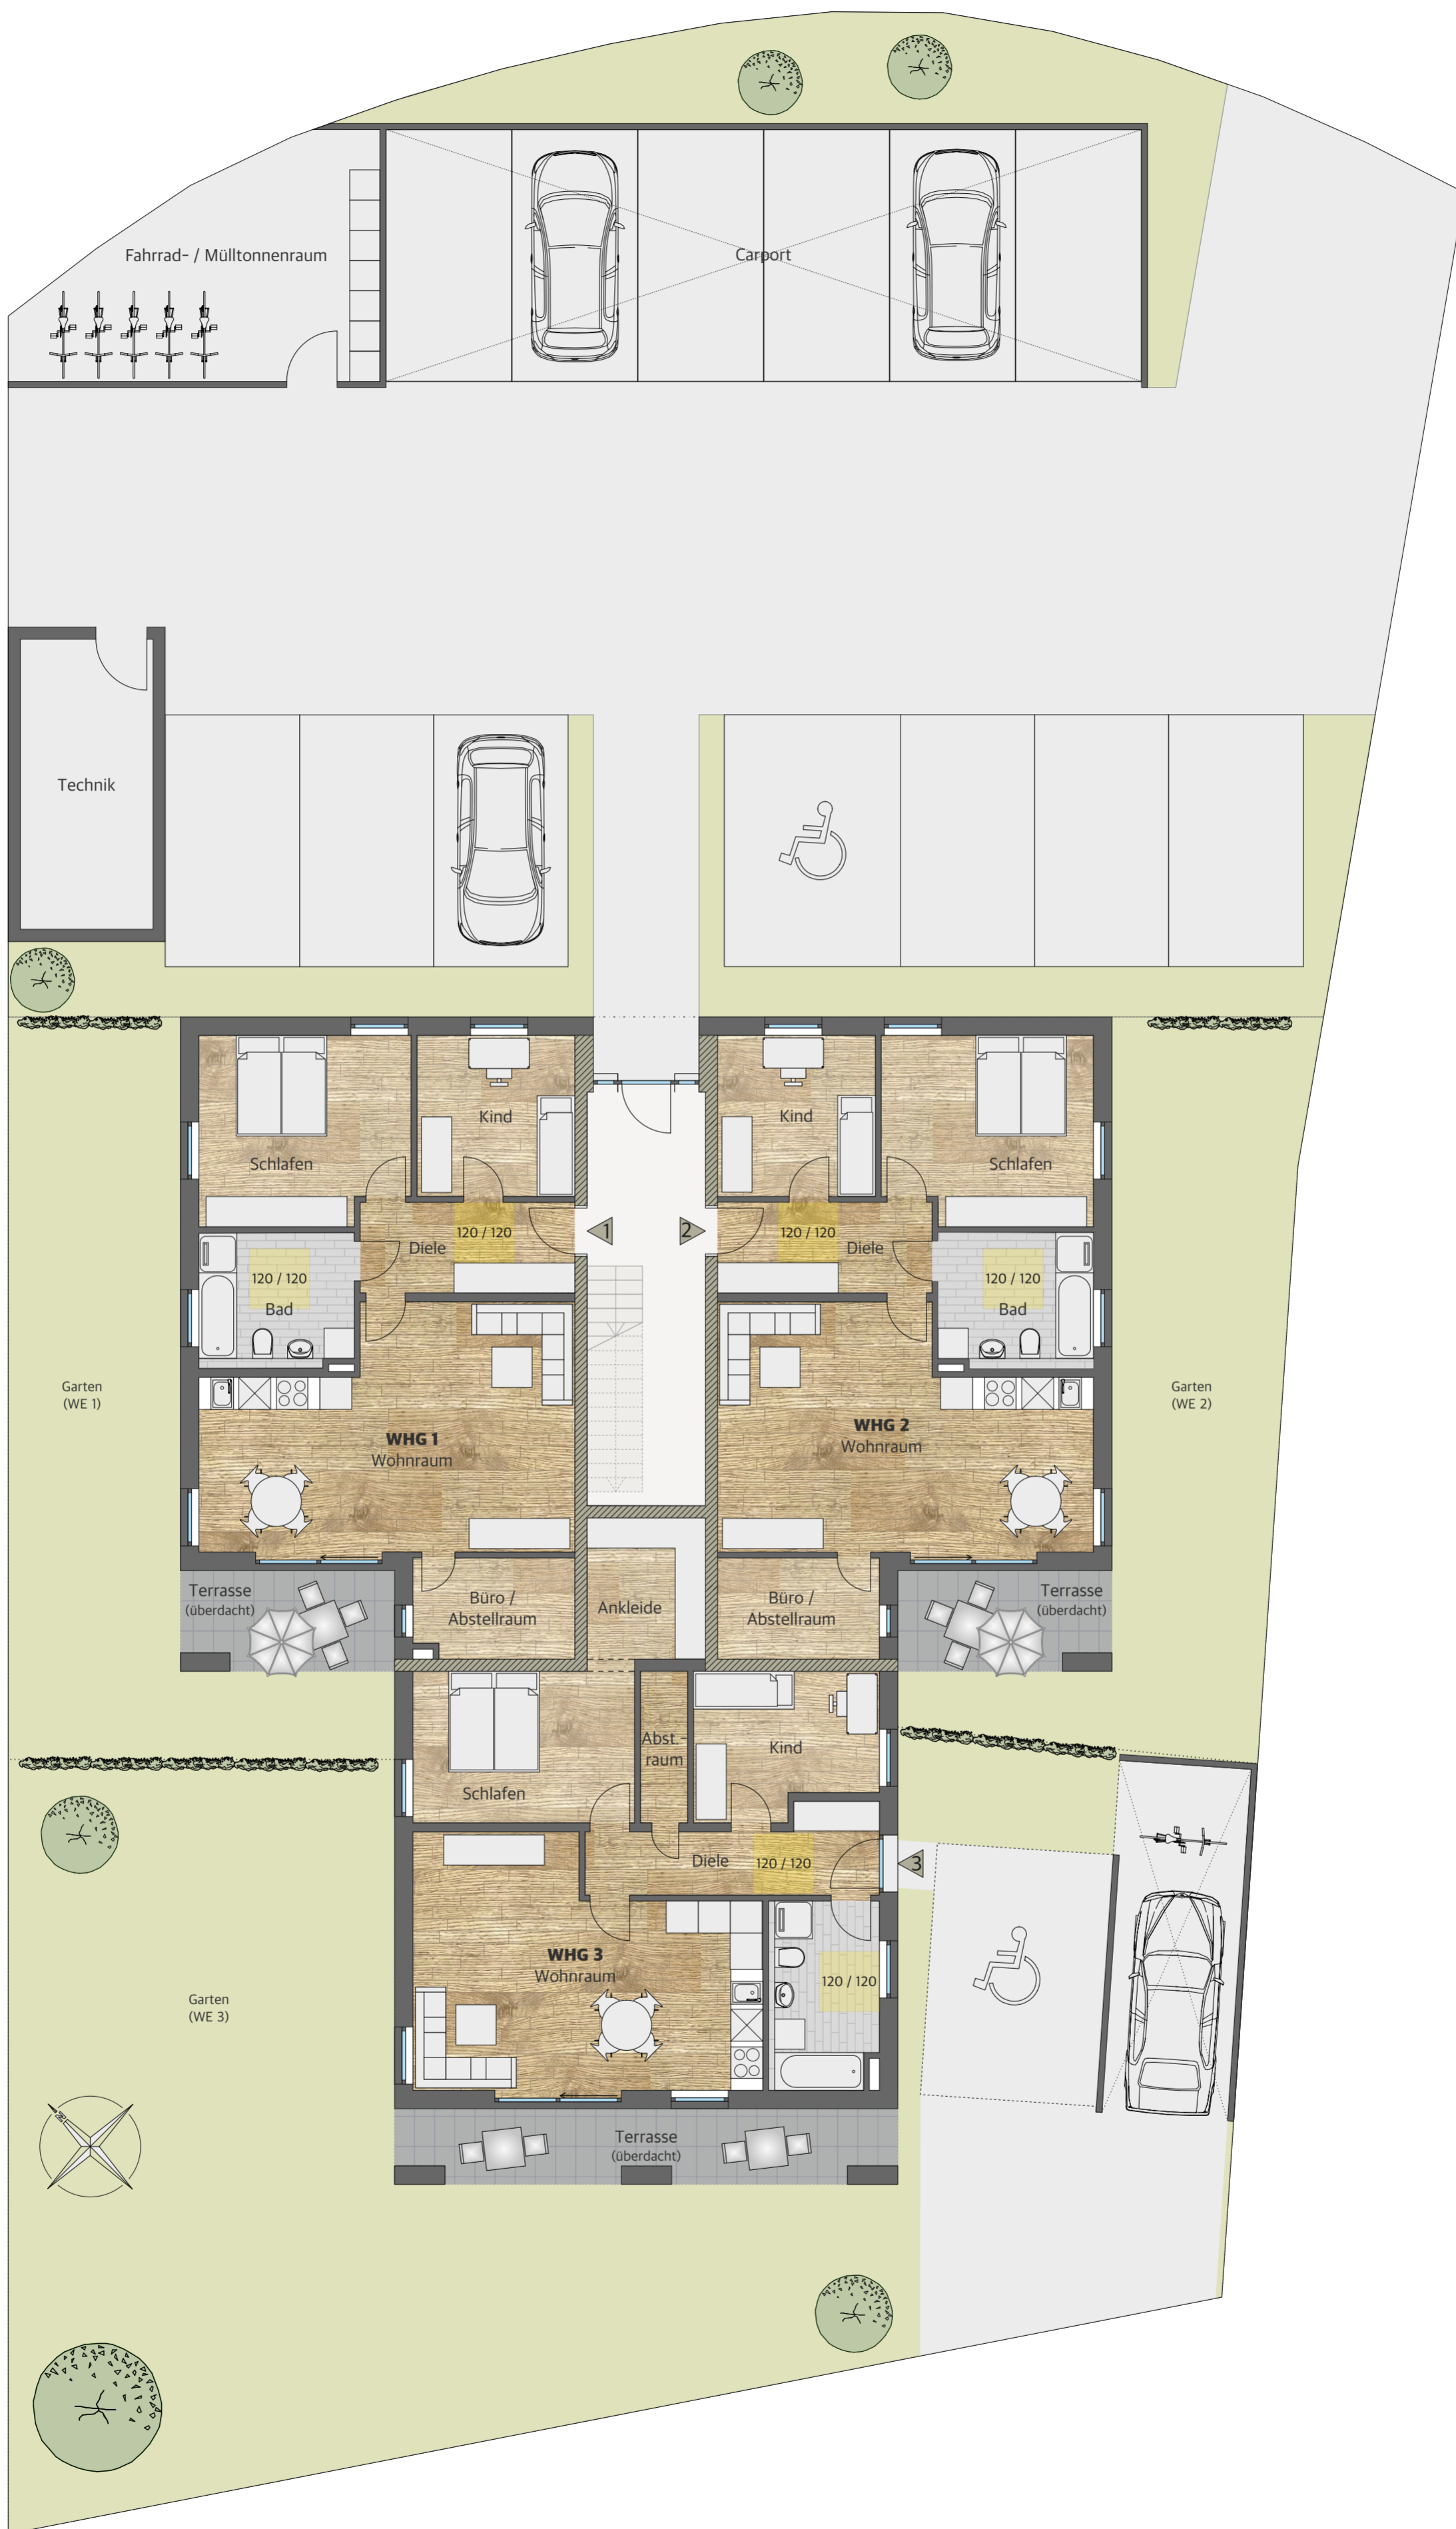 Fahrrad- / Mülltonnenraum
Carport
Technik
Kind
Schlafen
Kind
Schlafen
120 / 120
Diele
1
2
120 / 120
Diele
120 / 120
Bad
120 / 120
Bad
Garten
(WE 1)
WHG 1
Wohnraum
WHG 2
Wohnraum
Garten
(WE 2)
Terrasse
(überdacht)
Büro /
Abstellraum
Ankleide
Büro /
Abstellraum
Terrasse
(überdacht)
Schlafen
Abst.-
raum
Kind
Diele
120 / 120
3
WHG 3
Wohnraum
120 / 120
Garten
(WE 3)
N
Terrasse
(überdacht)